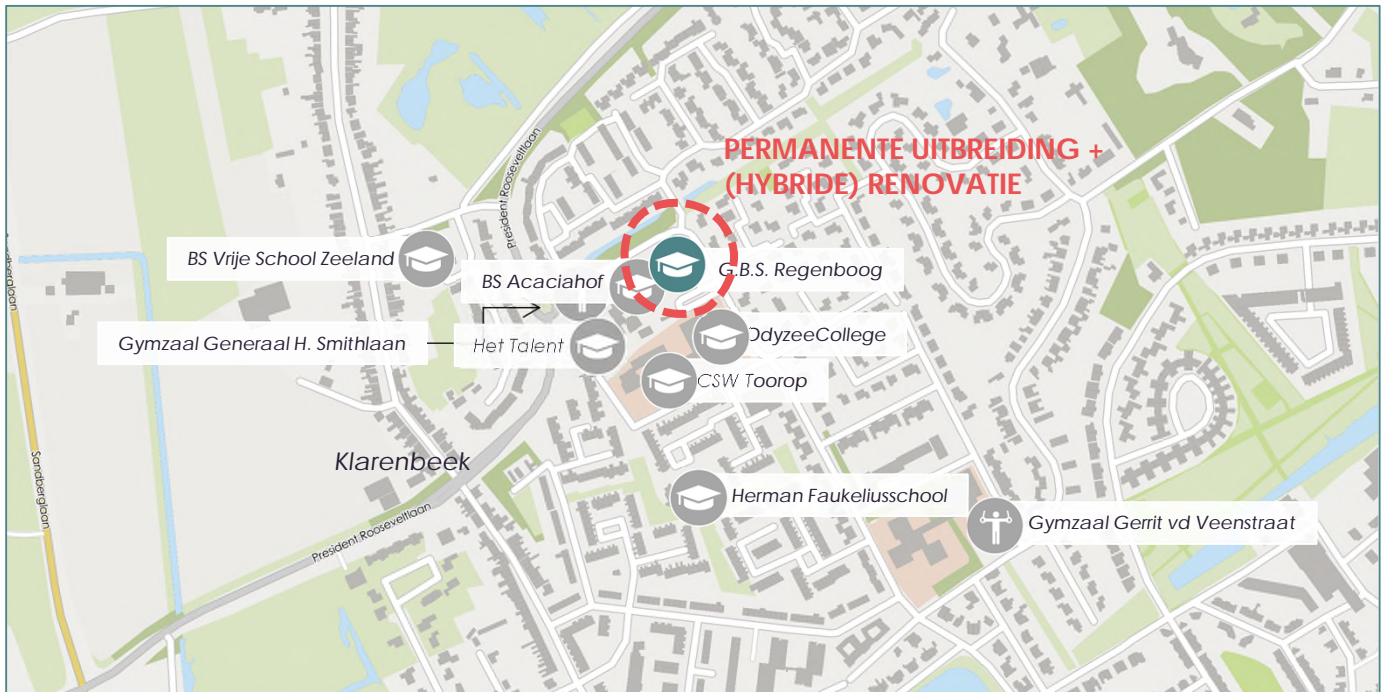 PERMANENTE UITBREIDING +
(HYBRIDE) RENOVATIE
President Rooseveltlaan
BS Vrije School Zeeland
G.B.S. Regenboog
BS Acaciahof
OdyzeeCollege
Gymzaal Generaal H. Smithlaan
Het Talent
CSW Toorop
Klarenbeek
Sandberglaan
Herman Faukeliusschool
President Rooseveltlaan
Gymzaal Gerrit vd Veenstraat